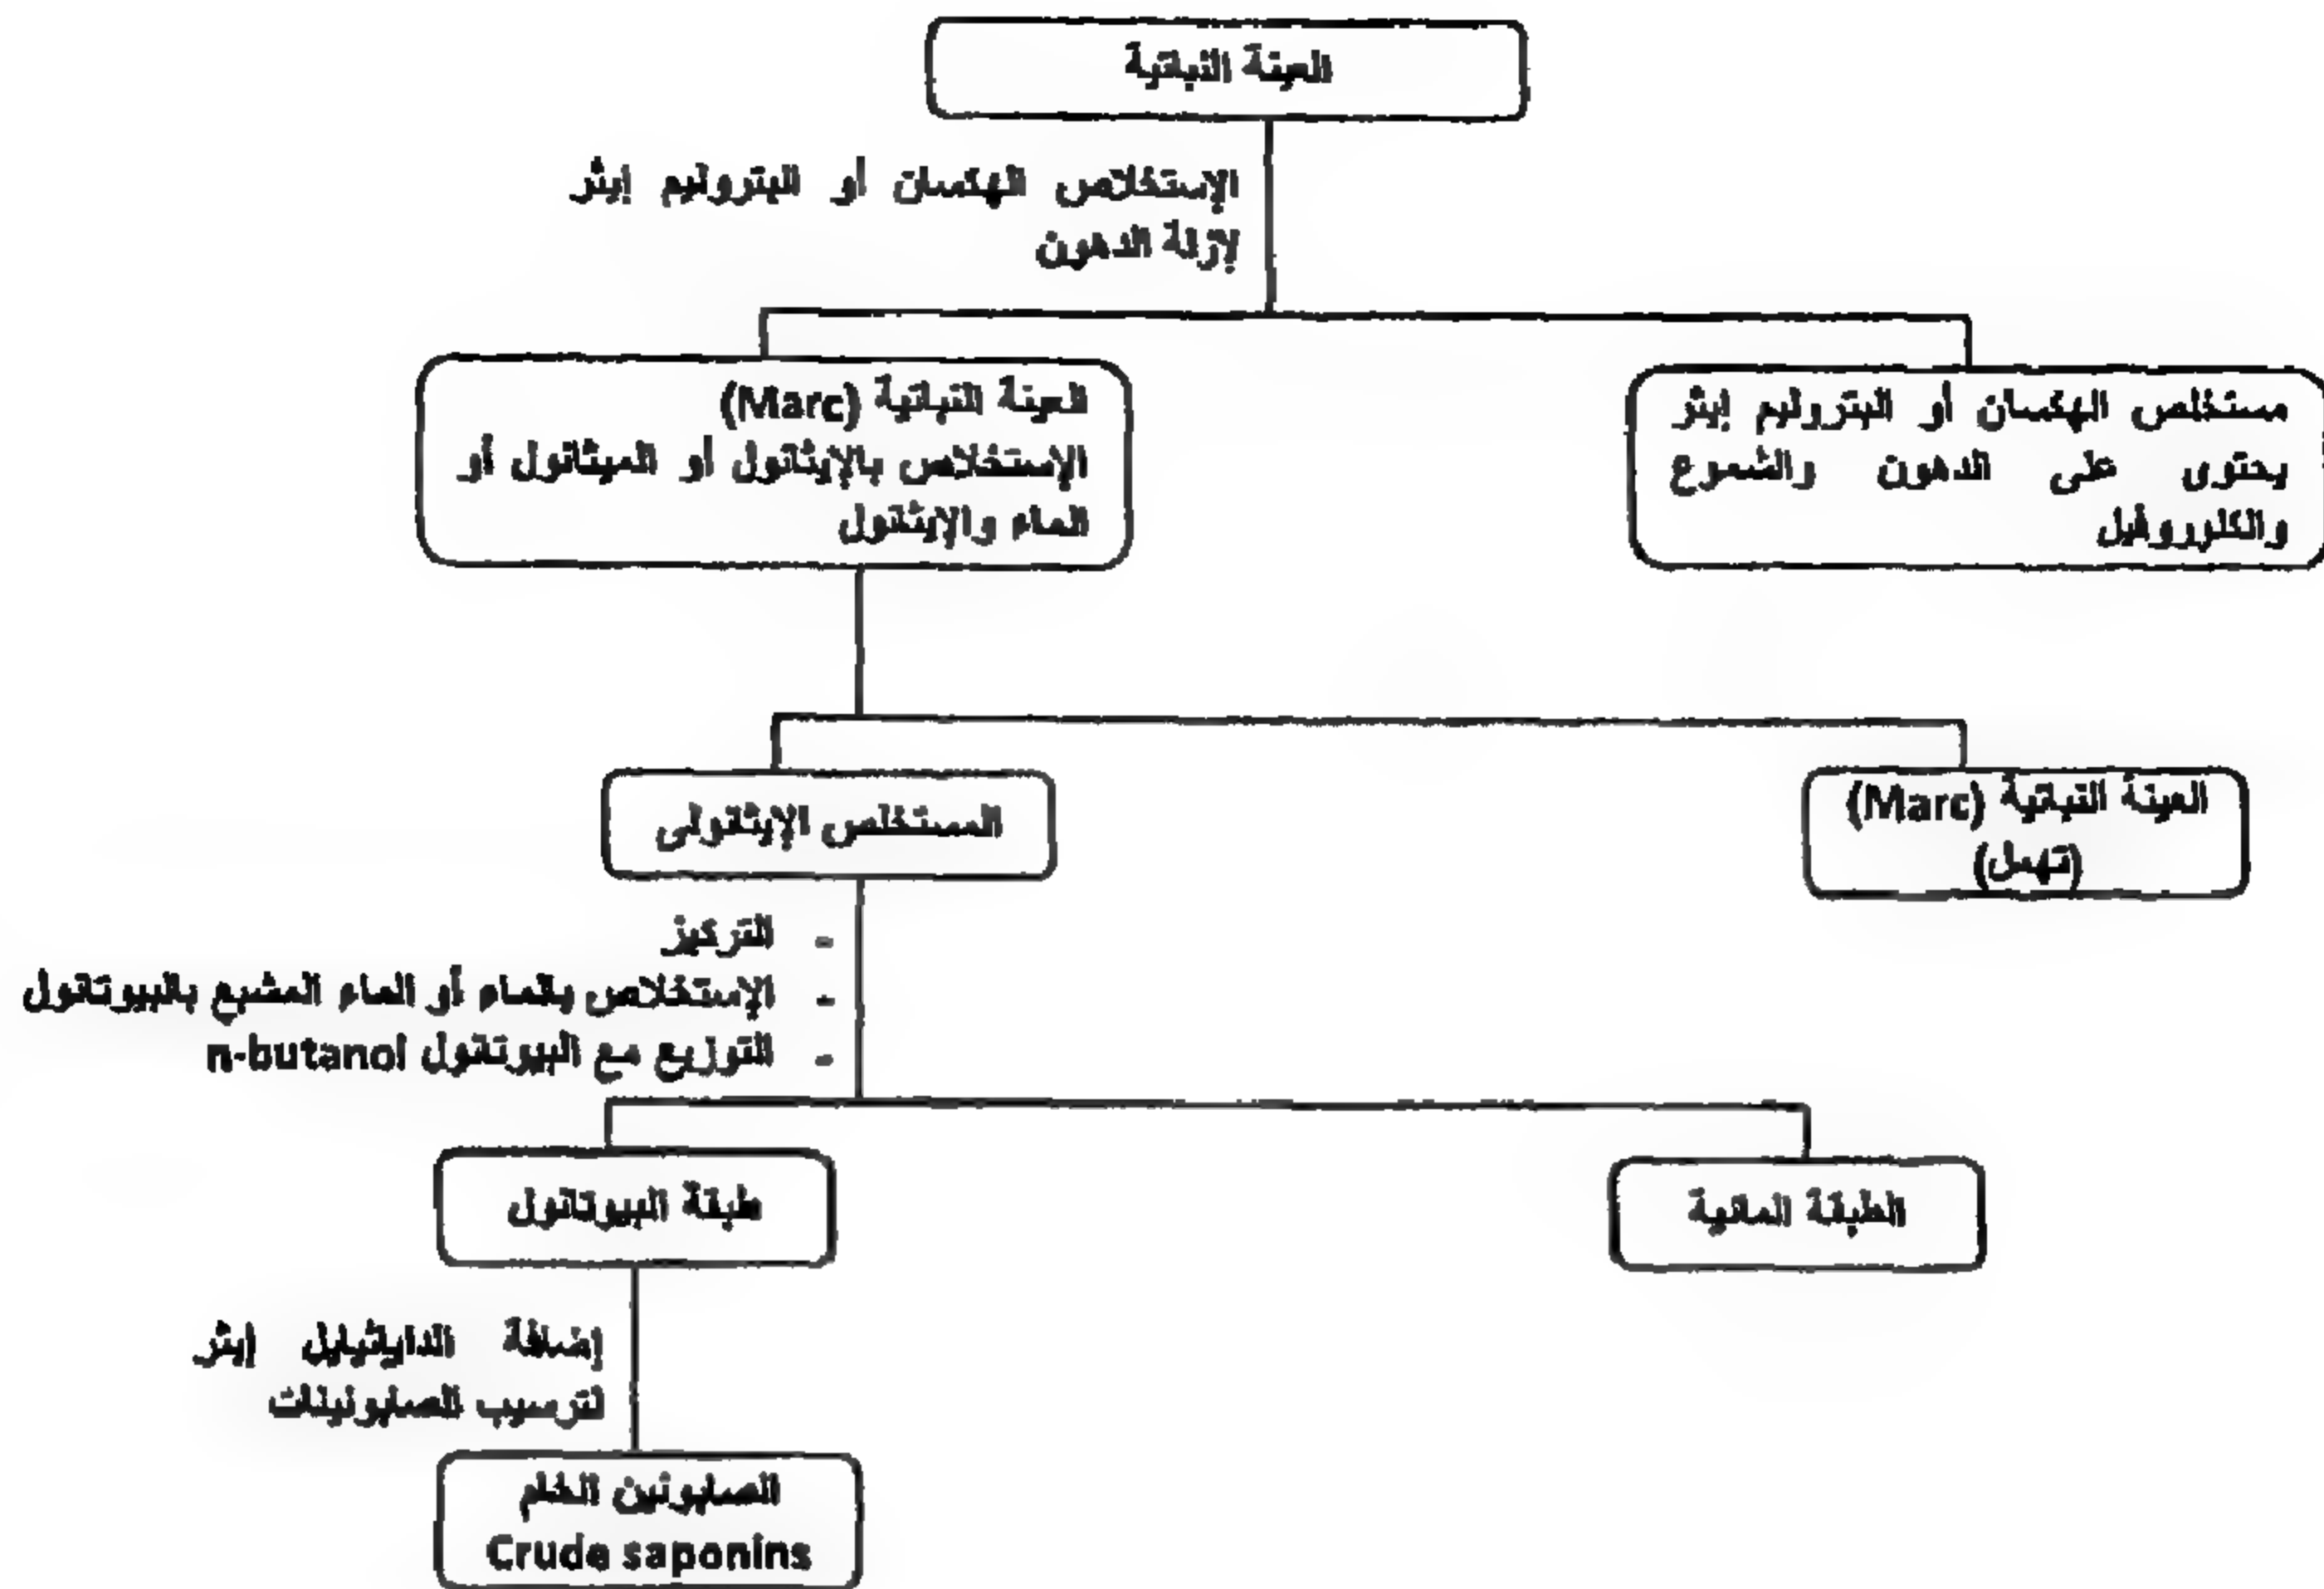 العينة النباتية
الإستخلاص الهكسان أو البتروليم إيثر
لإزلة الدهون
العينة النباتية (Marc)
الإستخلاص بالإيثانول أو الميثانول أو
الماء والإيثانول
مستخلص الهكسان أو البتروليم إيثر
يحتوى على الدهون والشموع
والكلوروفيل
المستخلص الإيثانولى
العينة النباتية (Marc)
(تهمل)
- التركيز
- الإستخلاص بالماء أو الماء المشبع بالبيوتانول
- التوزيع مع البيوتانول n-butanol
طبقة البيوتانول
الطبقة المائية
إضافة الدايإيثيل إيثر
لترسيب الصابونينات
الصابونين الخام
Crude saponins